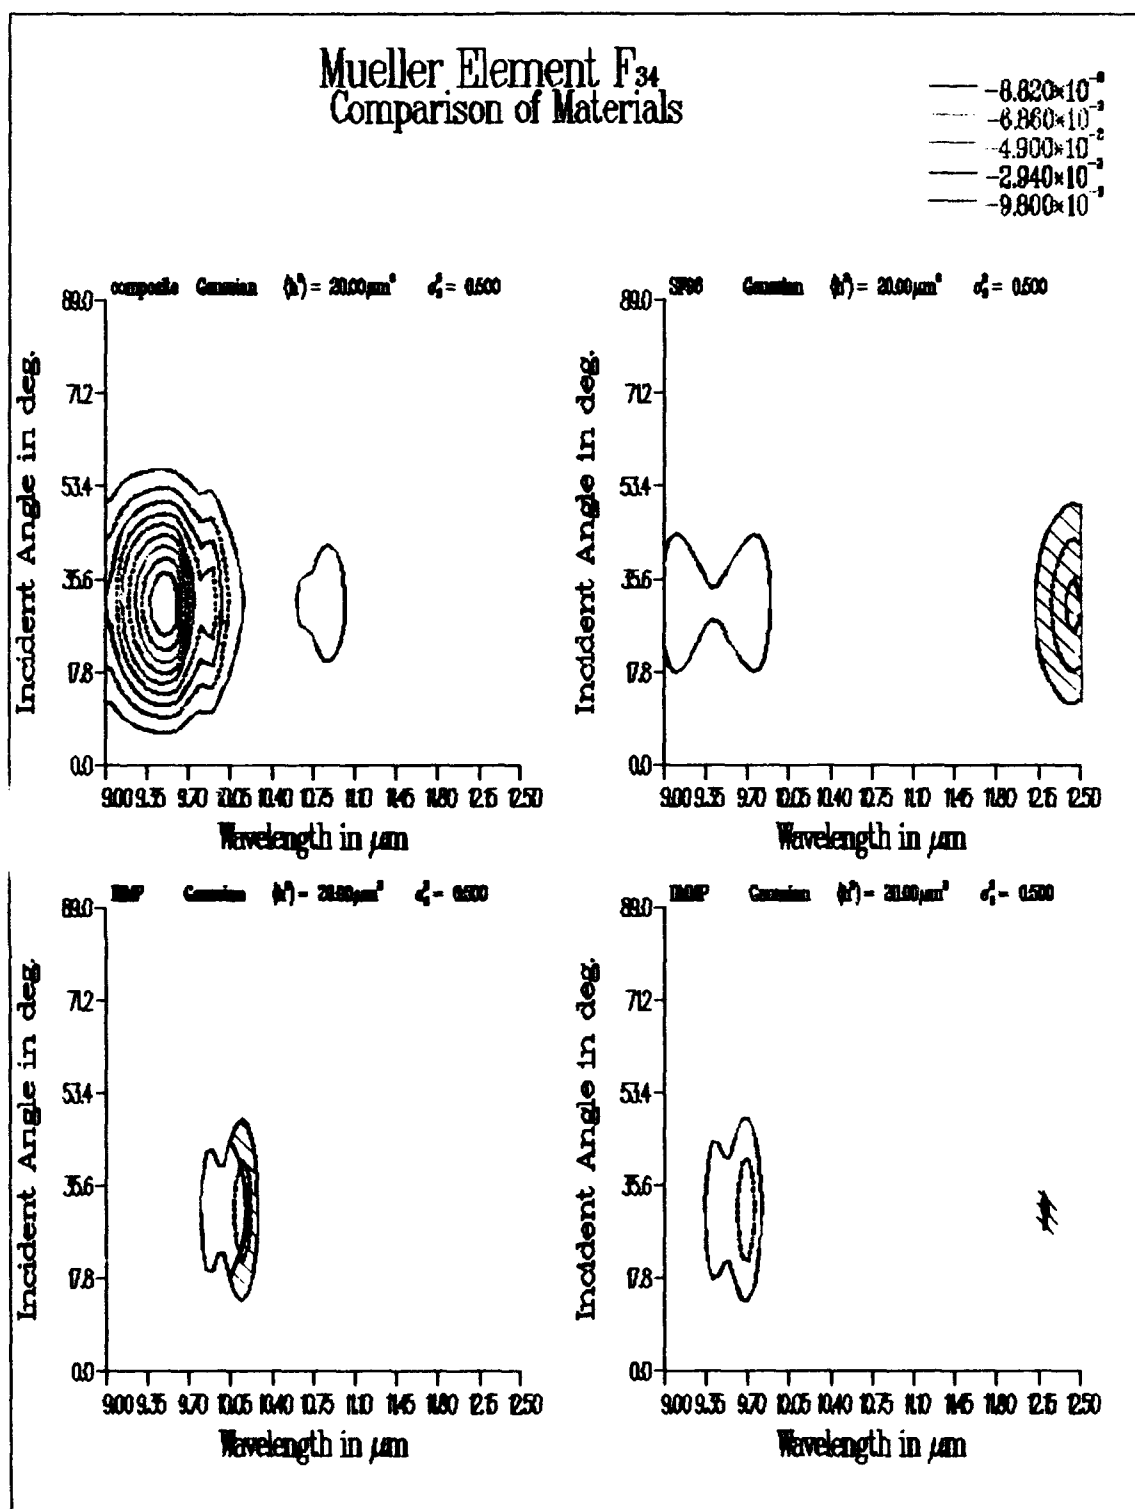 Mueller Element F₃₄
Comparison of Materials
-8.820×10
-6.860×10
-4.900×10⁻²
-2.940×10
-9.800×10
composite Gaussian ⟨h²⟩ = 20.00μm² σₛ² = 0.500
89.0
71.2
53.4
35.6
17.8
0.0
Incident Angle in deg.
9.00 9.35 9.70 10.05 10.40 10.75 11.10 11.45 11.80 12.15 12.50
Wavelength in μm
SF96 Gaussian ⟨h²⟩ = 20.00μm² σₛ² = 0.500
89.0
71.2
53.4
35.6
17.8
0.0
Incident Angle in deg.
9.00 9.35 9.70 10.05 10.40 10.75 11.10 11.45 11.80 12.15 12.50
Wavelength in μm
Gaussian ⟨h²⟩ = 20.00μm² σₛ² = 0.500
89.0
71.2
53.4
35.6
17.8
0.0
Incident Angle in deg.
9.00 9.35 9.70 10.05 10.40 10.75 11.10 11.45 11.80 12.15 12.50
Wavelength in μm
Gaussian ⟨h²⟩ = 20.00μm² σₛ² = 0.500
89.0
71.2
53.4
35.6
17.8
0.0
Incident Angle in deg.
9.00 9.35 9.70 10.05 10.40 10.75 11.10 11.45 11.80 12.15 12.50
Wavelength in μm